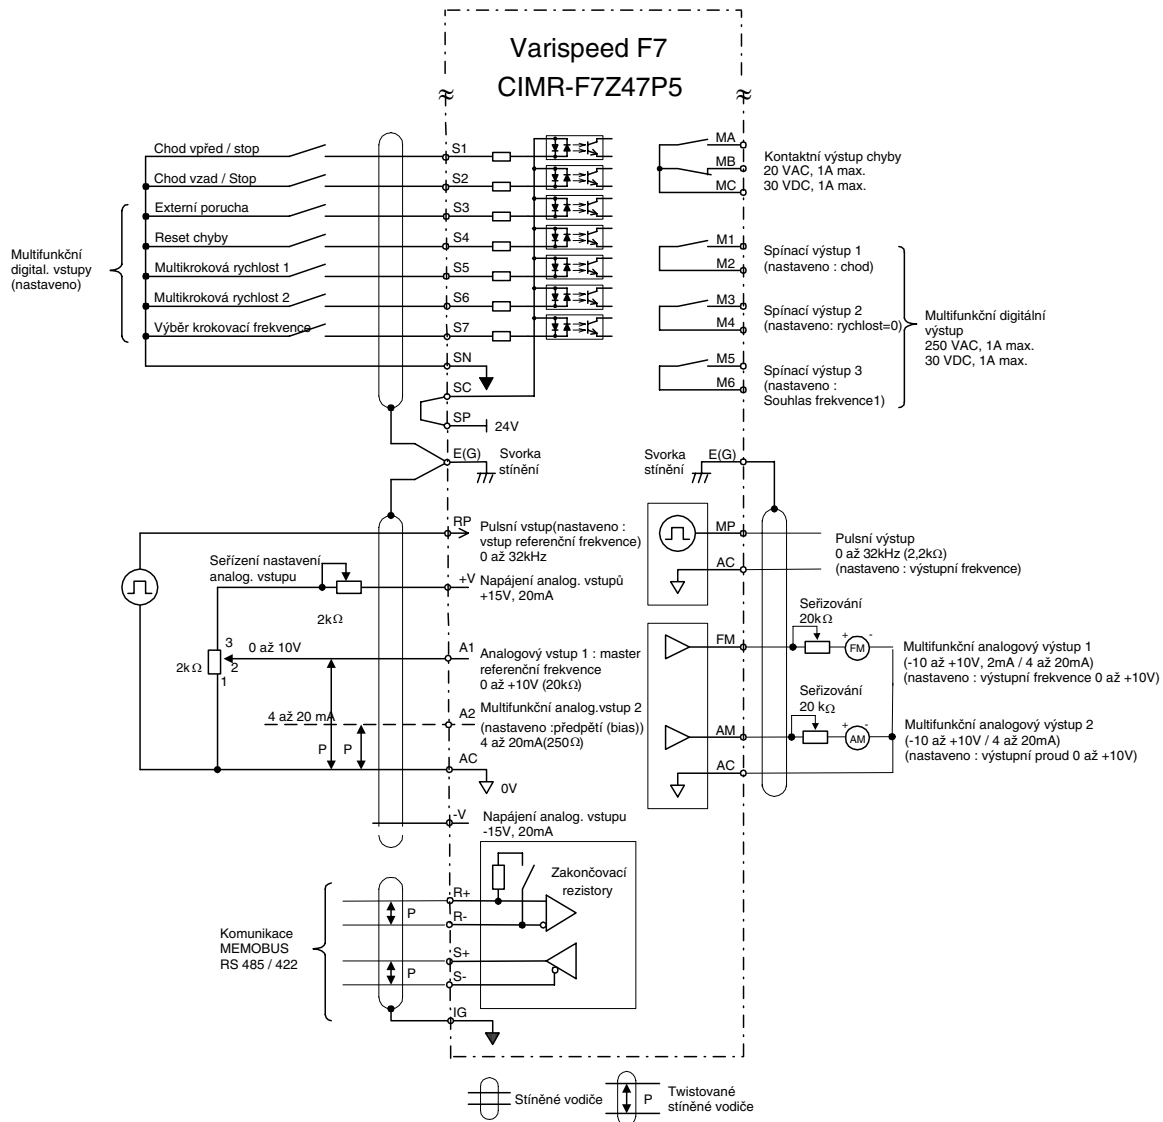 Varispeed F7
CIMR-F7Z47P5
Chod vpřed / stop
S1
Chod vzad / Stop
S2
Externí porucha
S3
Reset chyby
S4
Multikroková rychlost 1
S5
Multikroková rychlost 2
S6
Výběr krokovací frekvence
S7
Multifunkční
digital. vstupy
(nastaveno)
SN
SC
SP
24V
E(G)
Svorka
stínění
MA
MB
MC
Kontaktní výstup chyby
20 VAC, 1A max.
30 VDC, 1A max.
M1
M2
Spínací výstup 1
(nastaveno : chod)
M3
M4
Spínací výstup 2
(nastaveno: rychlost=0)
M5
M6
Spínací výstup 3
(nastaveno :
Souhlas frekvence1)
Multifunkční digitální
výstup
250 VAC, 1A max.
30 VDC, 1A max.
Svorka
stínění
E(G)
RP
Pulsní vstup(nastaveno :
vstup referenční frekvence)
0 až 32kHz
Seřízení nastavení
analog. vstupu
2kΩ
+V
Napájení analog. vstupů
+15V, 20mA
3
2
1
2kΩ
0 až 10V
A1
Analogový vstup 1 : master
referenční frekvence
0 až +10V (20kΩ)
4 až 20 mA
A2
Multifunkční analog.vstup 2
(nastaveno :předpětí (bias))
4 až 20mA(250Ω)
P
P
AC
0V
-V
Napájení analog. vstupu
-15V, 20mA
MP
AC
Pulsní výstup
0 až 32kHz (2,2kΩ)
(nastaveno : výstupní frekvence)
FM
Seřizování
20kΩ
+
-
FM
Multifunkční analogový výstup 1
(-10 až +10V, 2mA / 4 až 20mA)
(nastaveno : výstupní frekvence 0 až +10V)
AM
Seřizování
20 kΩ
+
-
AM
Multifunkční analogový výstup 2
(-10 až +10V / 4 až 20mA)
(nastaveno : výstupní proud 0 až +10V)
AC
Zakončovací
rezistory
Komunikace
MEMOBUS
RS 485 / 422
R+
P
R-
S+
P
S-
IG
Stíněné vodiče
P
Twistované
stíněné vodiče